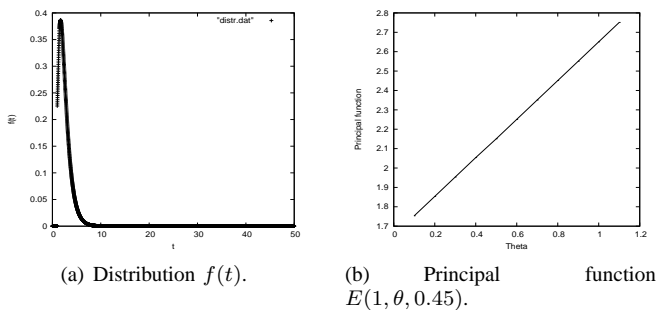 0.4
0.35
0.3
0.25
0.2
0.15
0.1
0.05
0
f(t)
"distr.dat"
0 10 20 30 40 50
t
(a) Distribution f(t).
2.8
2.7
2.6
2.5
2.4
2.3
2.2
2.1
2
1.9
1.8
1.7
Principal function
0 0.2 0.4 0.6 0.8 1 1.2
Theta
(b) Principal function
E(1, θ, 0.45).